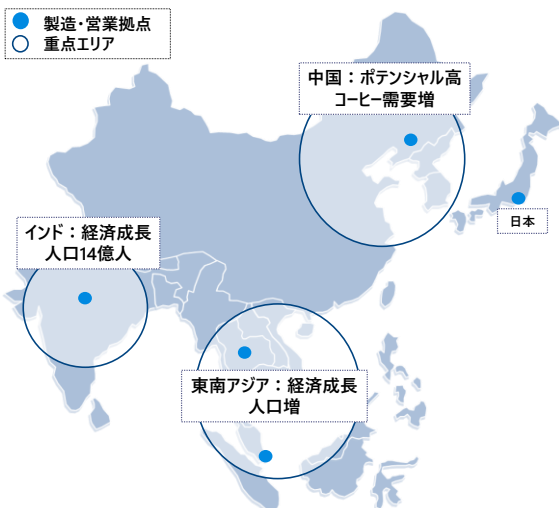 製造・営業拠点
重点エリア
中国：ポテンシャル高
コーヒー需要増
日本
インド：経済成長
人口14億人
東南アジア：経済成長
人口増